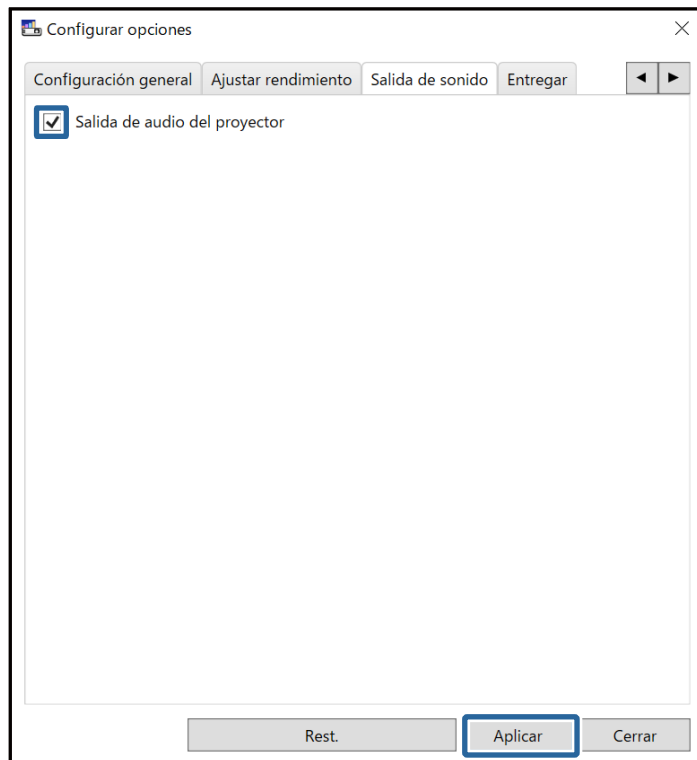 Configurar opciones
Configuración general Ajustar rendimiento Salida de sonido Entregar
Salida de audio del proyector
Rest. Aplicar Cerrar